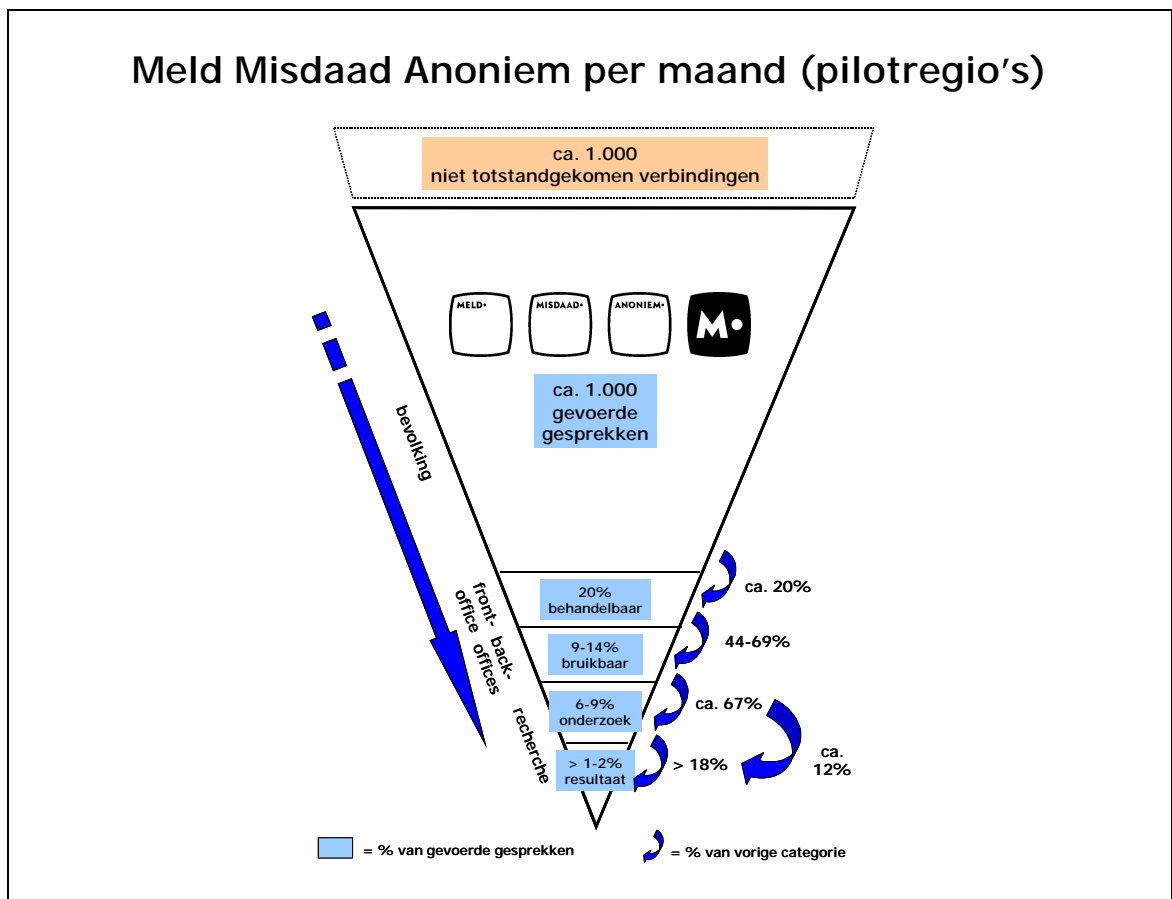 Meld Misdaad Anoniem per maand (pilotregio's)
ca. 1.000
niet totstandgekomen verbindingen
MELD•
MISDAAD•
ANONIEM•
M•
ca. 1.000
gevoerde
gesprekken
bevolking
front-
office
back-
offices
recherche
20%
behandelbaar
ca. 20%
9-14%
bruikbaar
44-69%
6-9%
onderzoek
ca. 67%
> 1-2%
resultaat
> 18%
ca.
12%
= % van gevoerde gesprekken
= % van vorige categorie